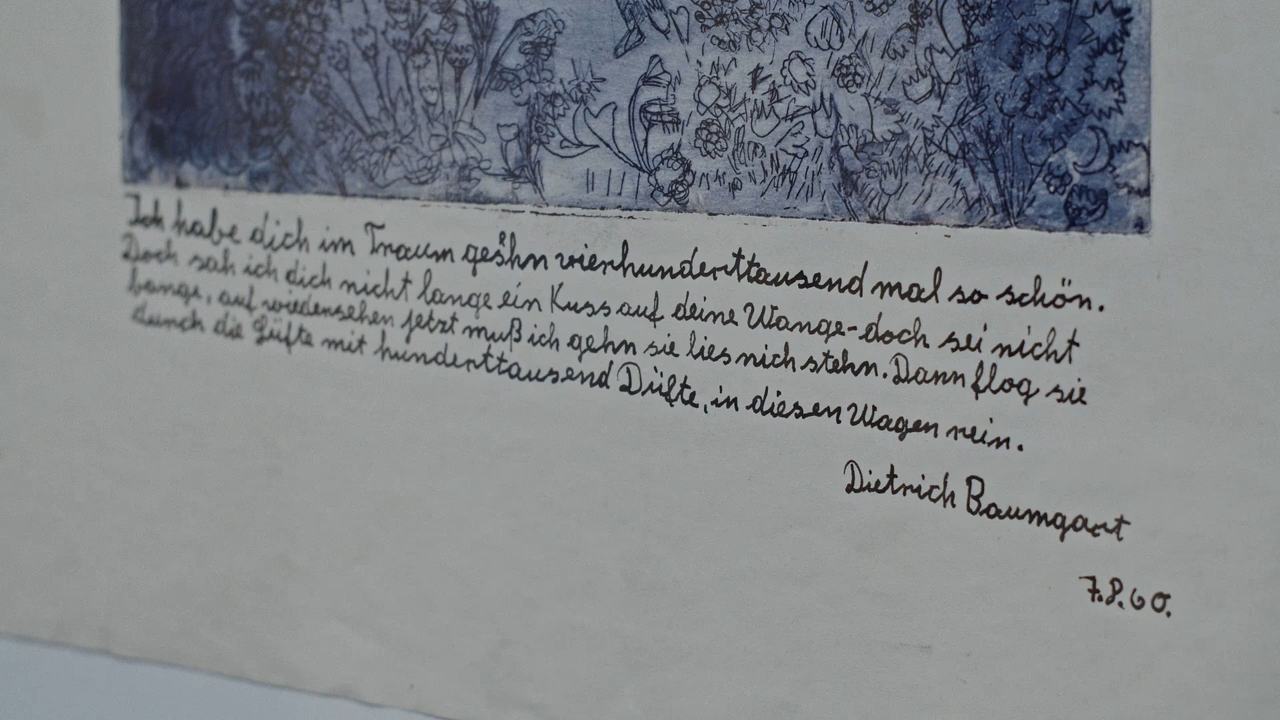 Ich habe dich im Traum gesehn vierhunderttausend mal so schön.
Doch sah ich dich nicht lange ein Kuss auf deine Wange-doch sei nicht
bange, auf wiedensehen jetzt muß ich gehn sie lies nich stehn. Dann flog sie
durch die Lüfte mit hunderttausend Düfte, in diesen Wagen rein.
Dietrich Baumgart
7.8.60.